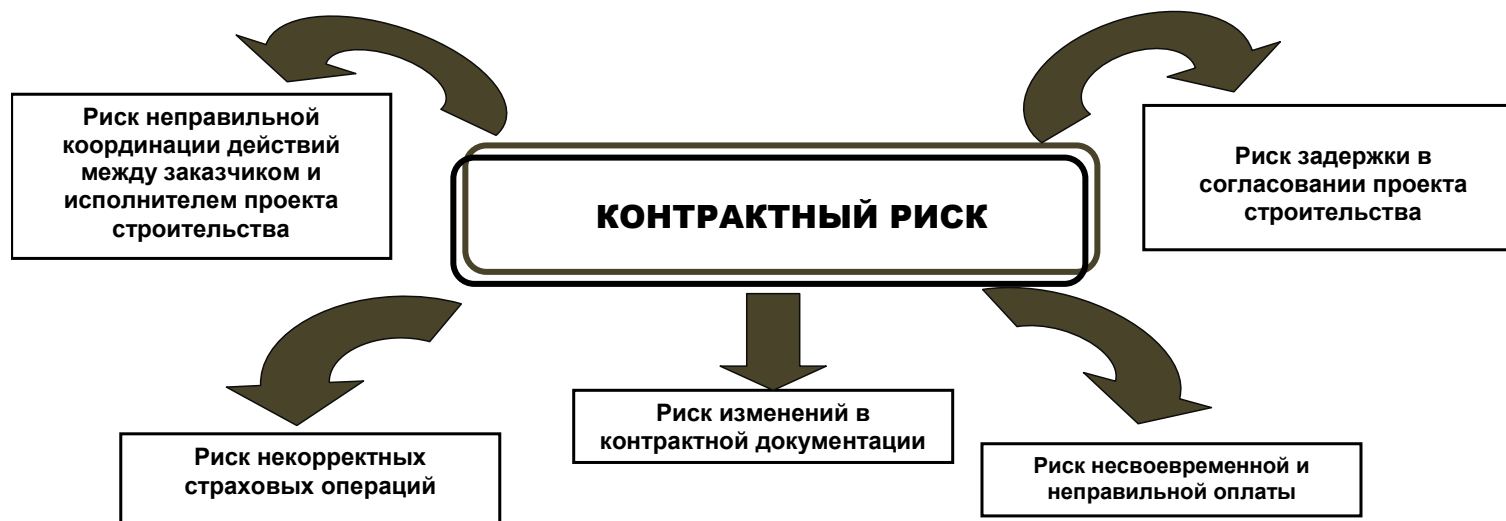 Риск неправильной
координации действий
между заказчиком и
исполнителем проекта
строительства
Риск задержки в
согласовании проекта
строительства
КОНТРАКТНЫЙ РИСК
Риск некорректных
страховых операций
Риск изменений в
контрактной документации
Риск несвоевременной и
неправильной оплаты